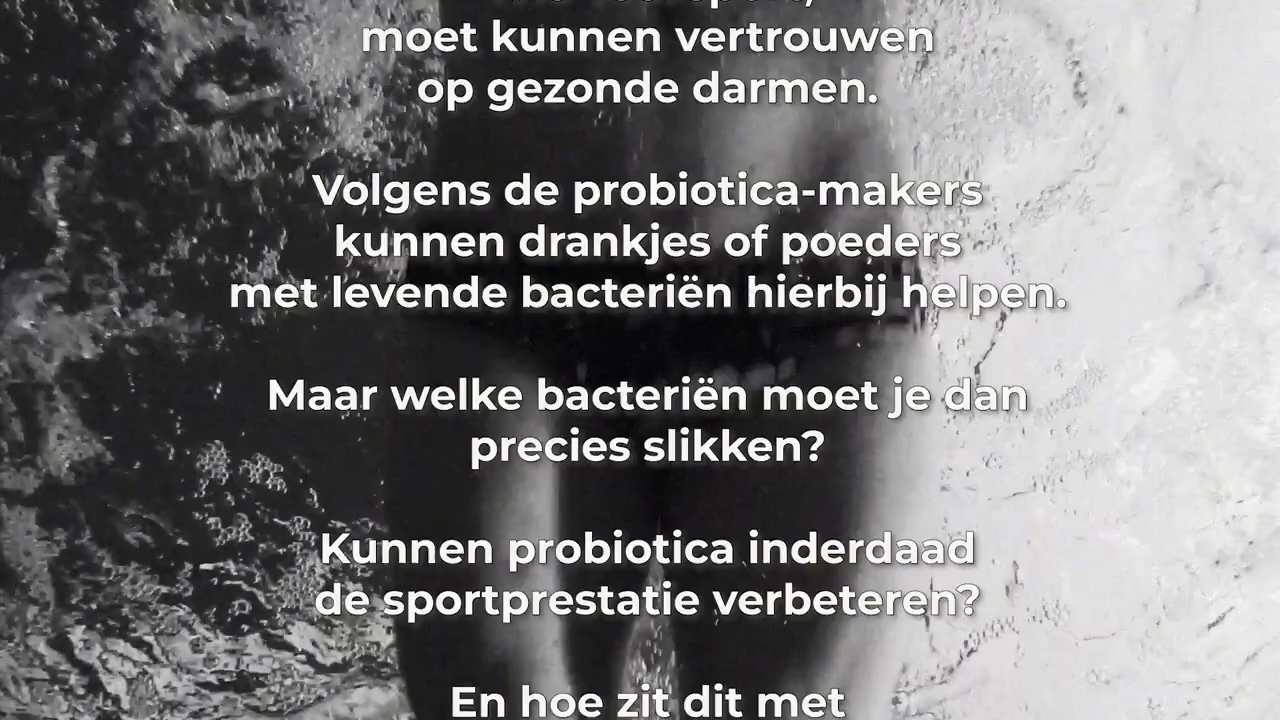 moet kunnen vertrouwen
op gezonde darmen.
Volgens de probiotica-makers
kunnen drankjes of poeders
met levende bacteriën hierbij helpen.
Maar welke bacteriën moet je dan
precies slikken?
Kunnen probiotica inderdaad
de sportprestatie verbeteren?
En hoe zit dit met